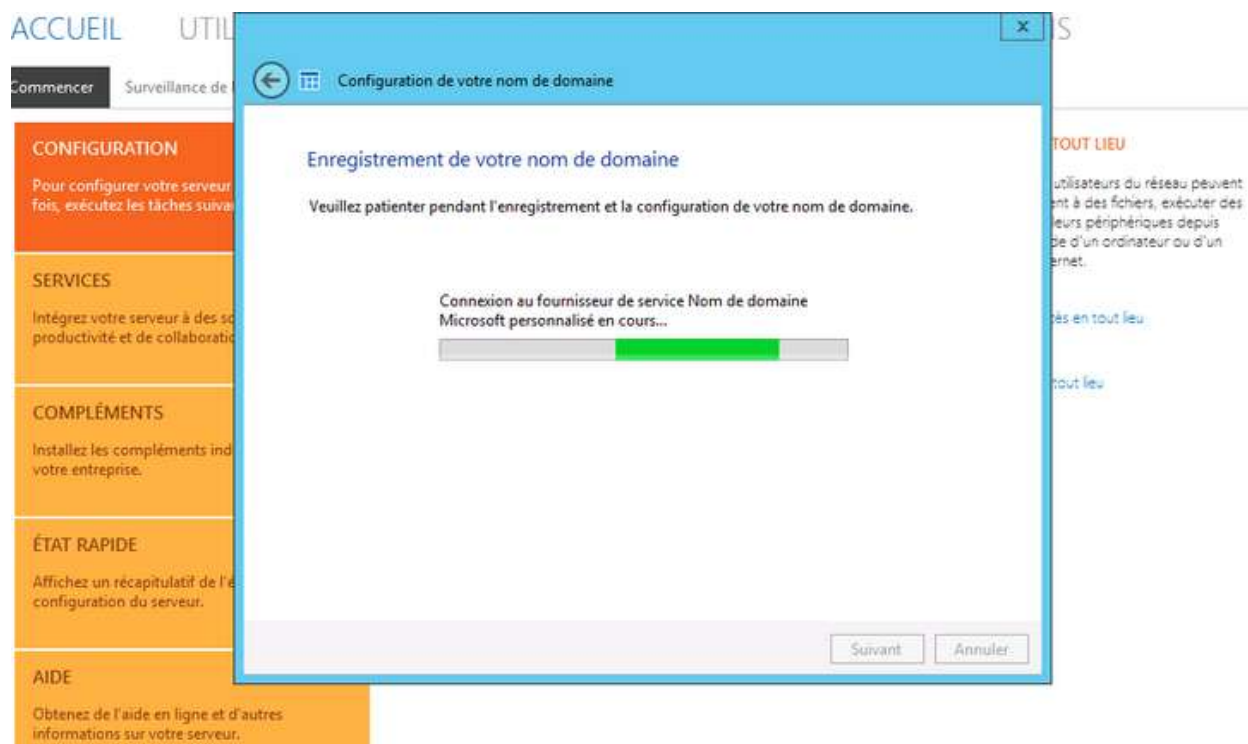 ACCUEIL UTIL S
Commencer Surveillance de
Configuration de votre nom de domaine
CONFIGURATION
Pour configurer votre serveur
fois, exécutez les tâches suiva
SERVICES
Intégrez votre serveur à des so
productivité et de collaboratio
COMPLÉMENTS
Installez les compléments ind
votre entreprise.
ÉTAT RAPIDE
Affichez un récapitulatif de l'é
configuration du serveur.
AIDE
Obtenez de l'aide en ligne et d'autres
informations sur votre serveur.
Enregistrement de votre nom de domaine
Veuillez patienter pendant l'enregistrement et la configuration de votre nom de domaine.
Connexion au fournisseur de service Nom de domaine
Microsoft personnalisé en cours...
Suivant Annuler
TOUT LIEU
utilisateurs du réseau peuvent
ent à des fichiers, exécuter des
leurs périphériques depuis
de d'un ordinateur ou d'un
ernet.
tés en tout lieu
tout lieu